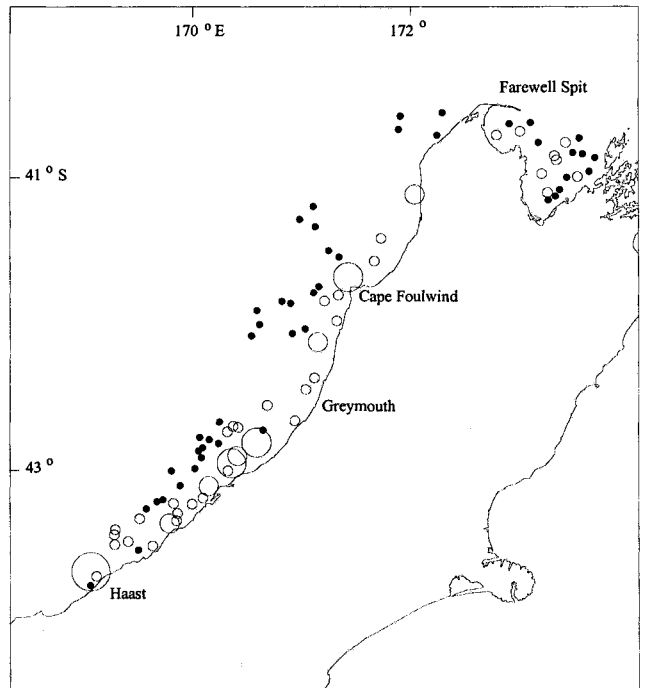 170 ° E
172 °
Farewell Spit
41 ° S
Cape Foulwind
Greymouth
43 °
Haast